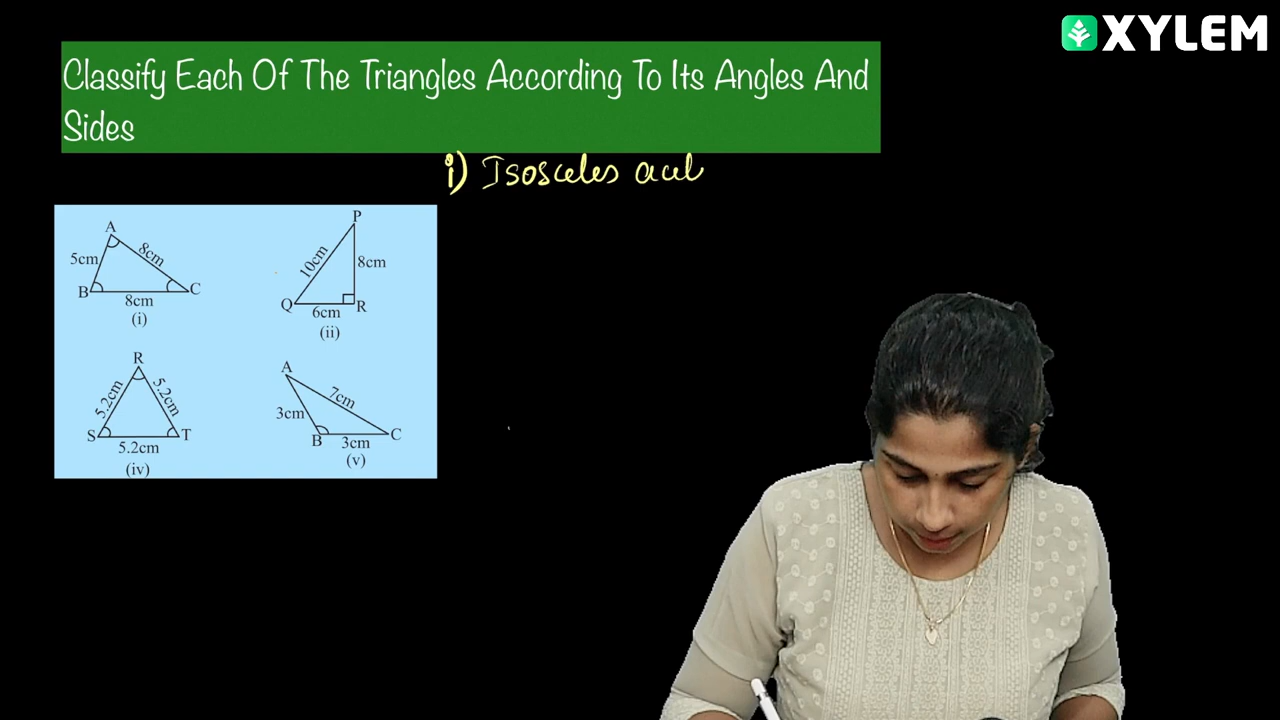 XYLEM
Classify Each Of The Triangles According To Its Angles And
Sides
i) Isosceles acut
A
5cm
8cm
B
8cm
C
(i)
P
10cm
8cm
Q
6cm
R
(ii)
R
5.2cm
5.2cm
S
5.2cm
T
(iv)
A
3cm
7cm
B
3cm
C
(v)